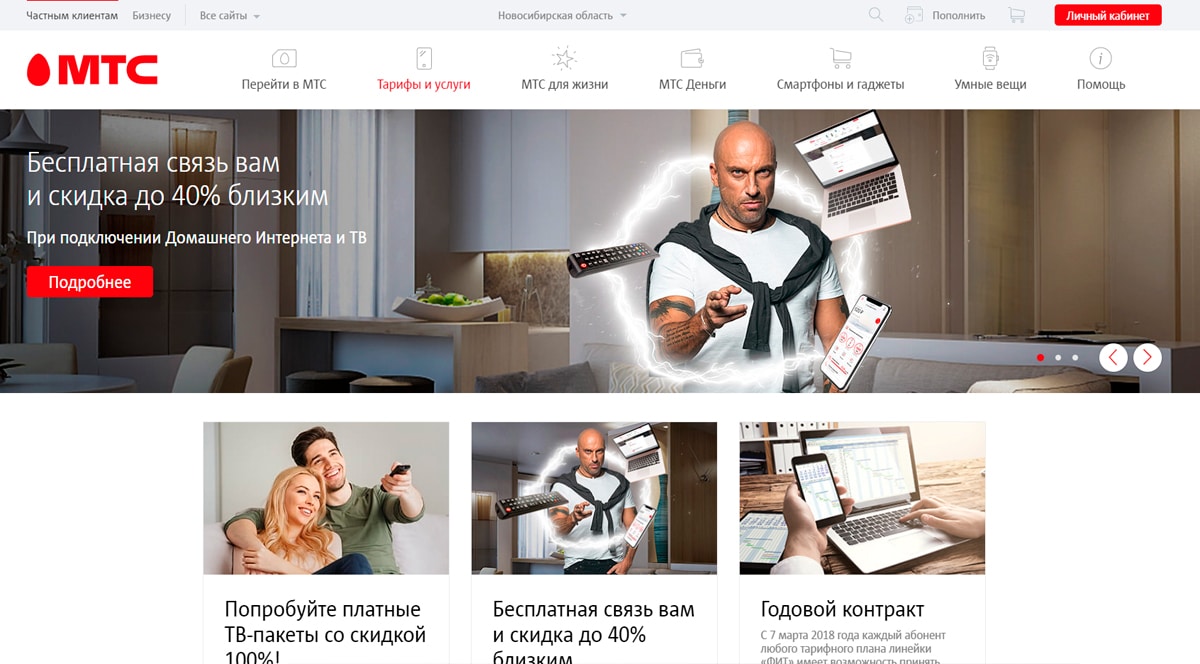 Частным клиентам
Бизнесу
Все сайты
Новосибирская область
Пополнить
Личный кабинет
МТС
Перейти в МТС
Тарифы и услуги
МТС для жизни
МТС Деньги
Смартфоны и гаджеты
Умные вещи
Помощь
Бесплатная связь вам
и скидка до 40% близким
При подключении Домашнего Интернета и ТВ
Подробнее
Попробуйте платные
ТВ-пакеты со скидкой
100%!
Бесплатная связь вам
и скидка до 40%
близким
Годовой контракт
С 7 марта 2018 года каждый абонент
любого тарифного плана линейки
«ФИТ» имеет возможность принять